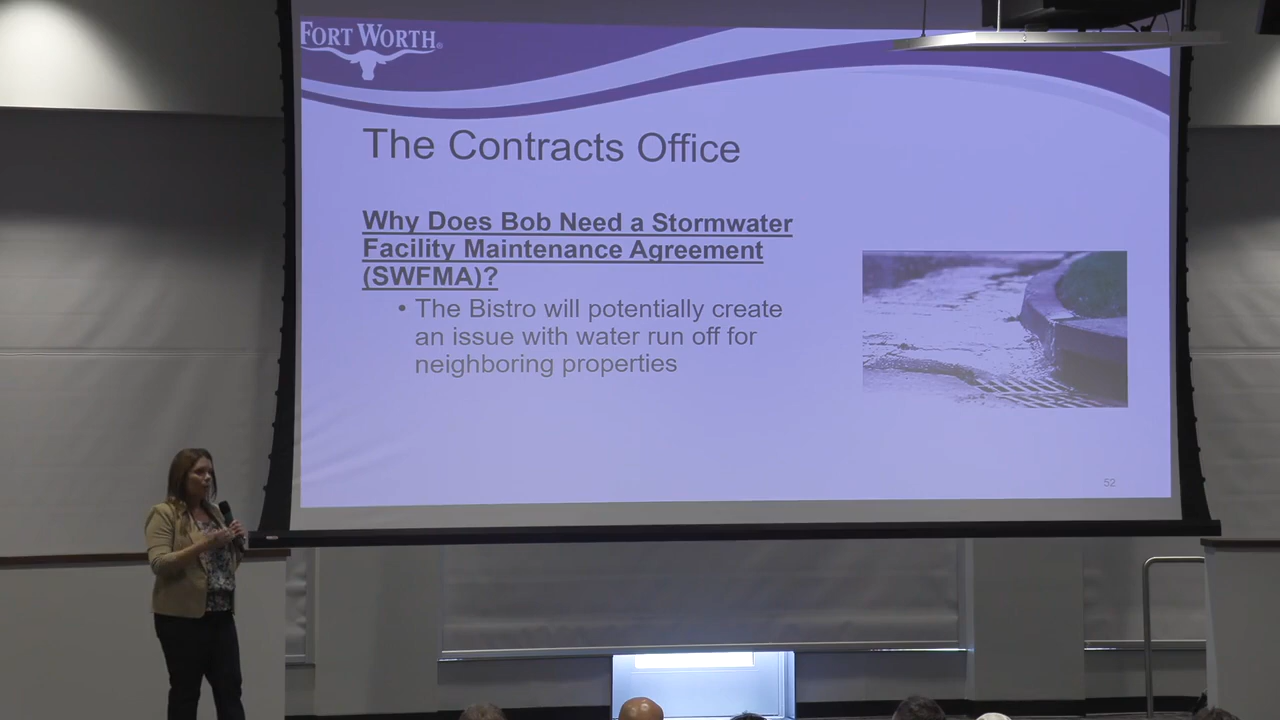 FORT WORTH®
The Contracts Office
Why Does Bob Need a Stormwater
Facility Maintenance Agreement
(SWFMA)?
• The Bistro will potentially create
an issue with water run off for
neighboring properties
52